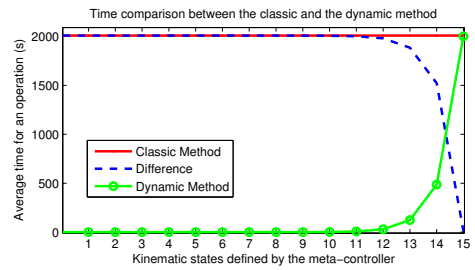 Time comparison between the classic and the dynamic method
Average time for an operation (s)
2000
1500
1000
500
0
Classic Method
Difference
Dynamic Method
1 2 3 4 5 6 7 8 9 10 11 12 13 14 15
Kinematic states defined by the meta-controller